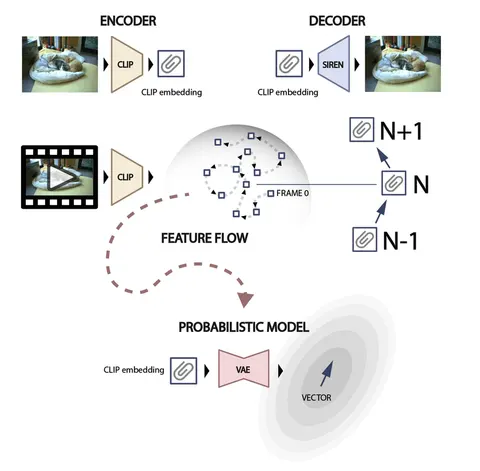 ENCODER
DECODER
CLIP
CLIP embedding
SIREN
CLIP embedding
N+1
CLIP
N
FRAME 0
FEATURE FLOW
N-1
PROBABILISTIC MODEL
CLIP embedding
VAE
VECTOR